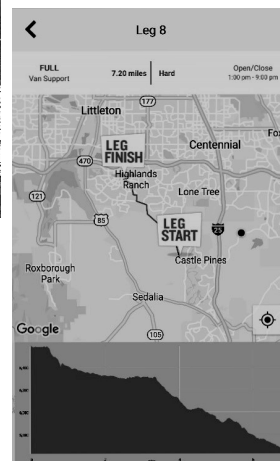 Leg 8
FULL
Van Support
7.20 miles
Hard
Open/Close
1:00 pm - 9:00 pm
177
Littleton
Fox
LEG
FINISH
Centennial
470
Highlands
Ranch
121
Lone Tree
85
LEG
START
25
Castle Pines
Roxborough
Park
Sedalia
Google
105